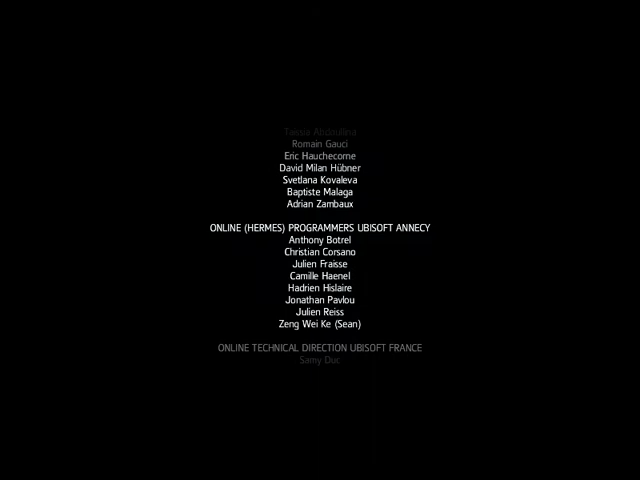 Taissia Abdoullina
Romain Gauci
Eric Hauchecorne
David Milan Hübner
Svetlana Kovaleva
Baptiste Malaga
Adrian Zambaux
ONLINE (HERMES) PROGRAMMERS UBISOFT ANNECY
Anthony Botrel
Christian Corsano
Julien Fraisse
Camille Haenel
Hadrien Hislaire
Jonathan Pavlou
Julien Reiss
Zeng Wei Ke (Sean)
ONLINE TECHNICAL DIRECTION UBISOFT FRANCE
Samy Duc